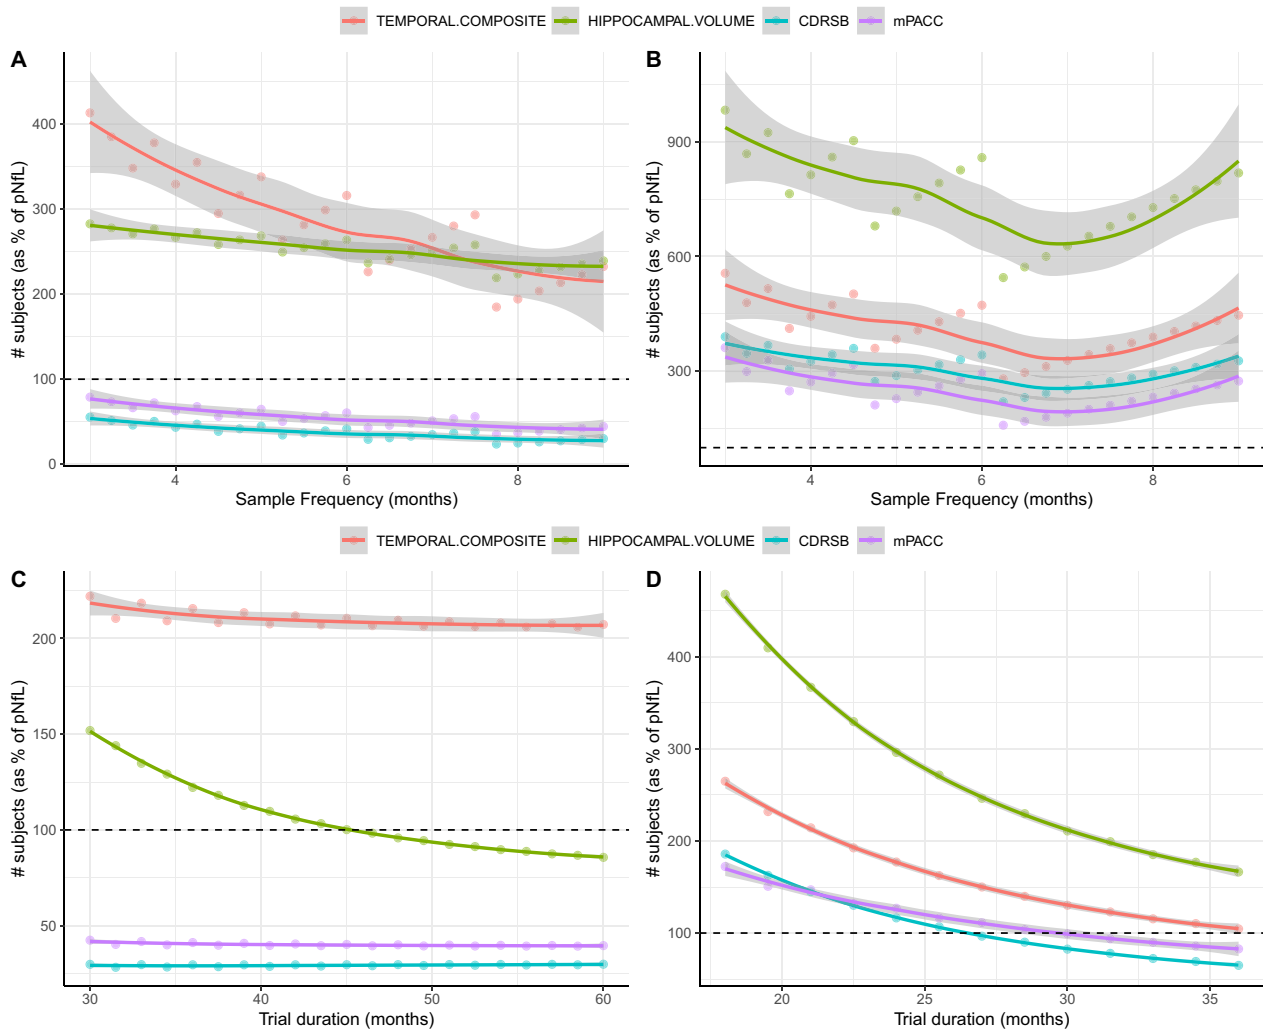 TEMPORAL.COMPOSITE HIPPOCAMPAL.VOLUME CDRSB mPACC
A
# subjects (as % of pNfL)
400
300
200
100
0
4 6 8
Sample Frequency (months)
B
# subjects (as % of pNfL)
900
600
300
4 6 8
Sample Frequency (months)
TEMPORAL.COMPOSITE HIPPOCAMPAL.VOLUME CDRSB mPACC
C
# subjects (as % of pNfL)
200
150
100
50
30 40 50 60
Trial duration (months)
D
# subjects (as % of pNfL)
400
300
200
100
20 25 30 35
Trial duration (months)